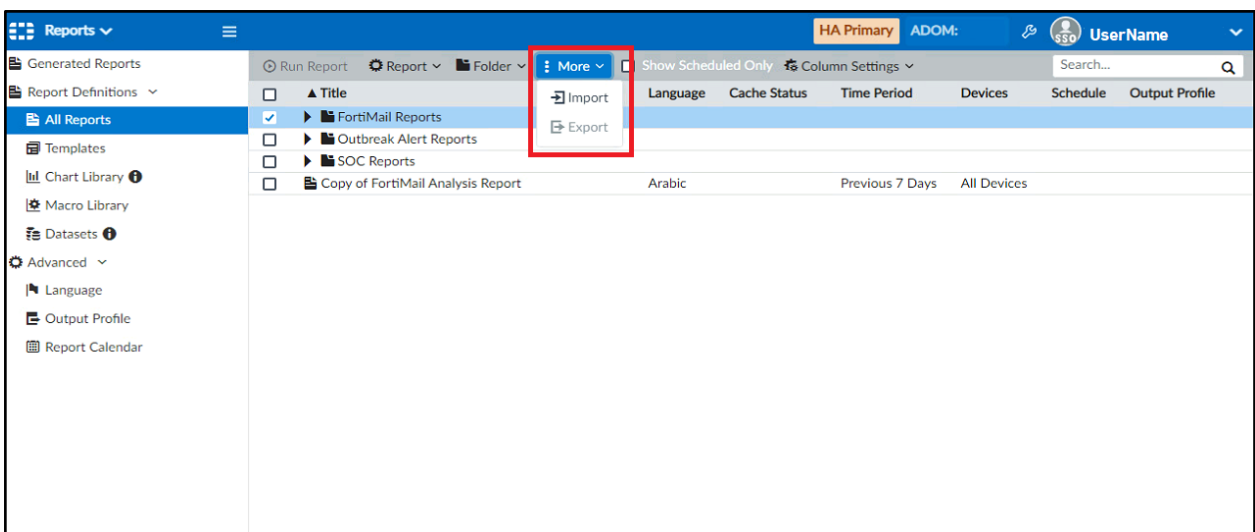 Reports
HA Primary ADOM: SSO UserName
Generated Reports
Run Report Report Folder More Show Scheduled Only Column Settings Search...
Report Definitions
Title Language Cache Status Time Period Devices Schedule Output Profile
Import
All Reports
FortiMail Reports
Export
Templates
Outbreak Alert Reports
SOC Reports
Chart Library
Copy of FortiMail Analysis Report Arabic Previous 7 Days All Devices
Macro Library
Datasets
Advanced
Language
Output Profile
Report Calendar